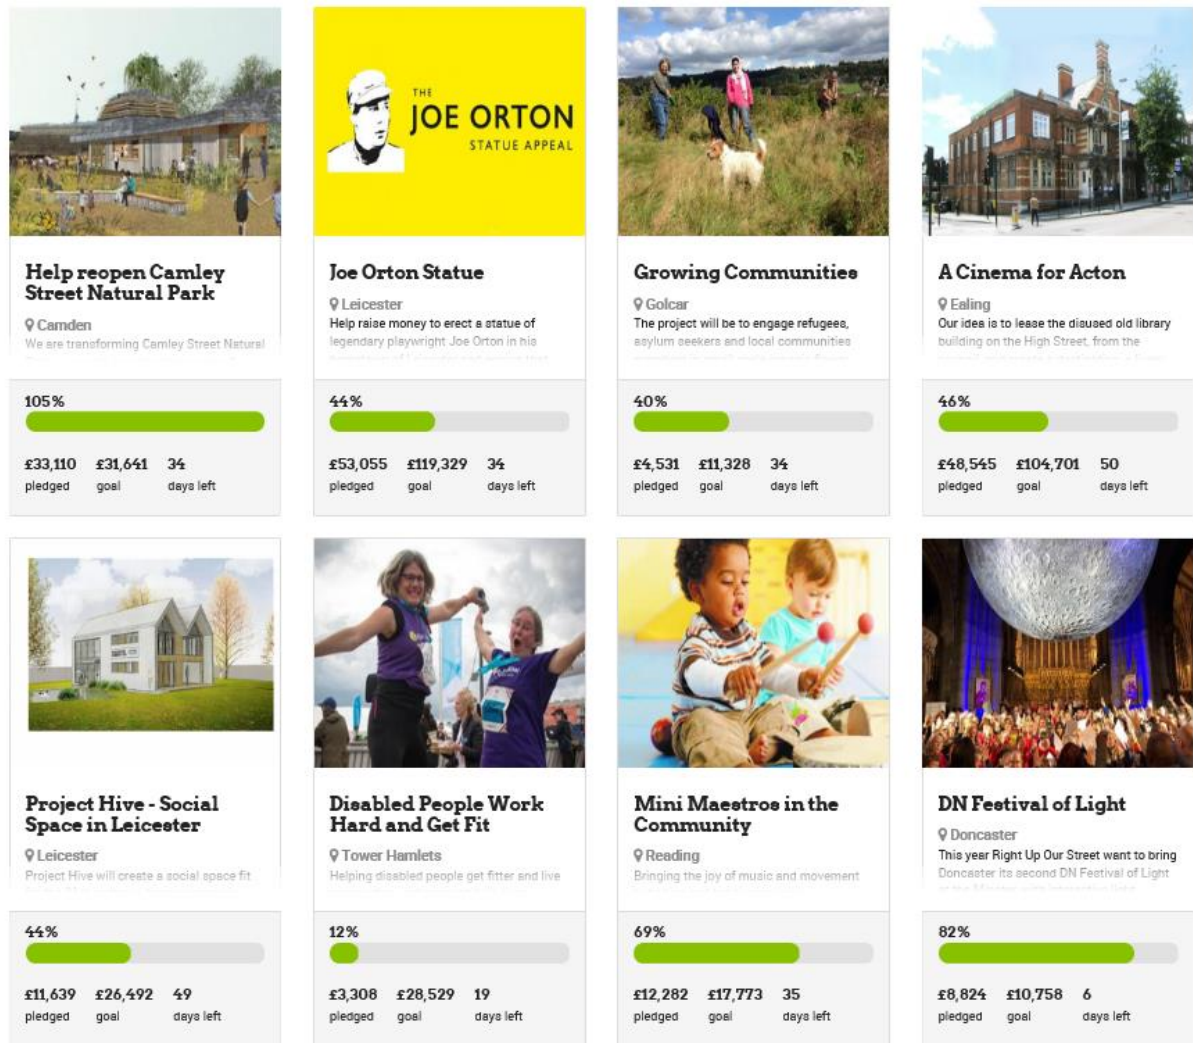 THE
JOE ORTON
STATUE APPEAL
Help reopen Camley
Street Natural Park
Camden
We are transforming Camley Street Natural
105%
£33,110 £31,641 34
pledged goal days left
Joe Orton Statue
Leicester
Help raise money to erect a statue of
legendary playwright Joe Orton in his
44%
£53,055 £119,329 34
pledged goal days left
Growing Communities
Golcar
The project will be to engage refugees,
asylum seekers and local communities
40%
£4,531 £11,328 34
pledged goal days left
A Cinema for Acton
Ealing
Our idea is to lease the disused old library
building on the High Street, from the
46%
£48,545 £104,701 50
pledged goal days left
Project Hive - Social
Space in Leicester
Leicester
Project Hive will create a social space fit
44%
£11,639 £26,492 49
pledged goal days left
Disabled People Work
Hard and Get Fit
Tower Hamlets
Helping disabled people get fitter and live
12%
£3,308 £28,529 19
pledged goal days left
Mini Maestros in the
Community
Reading
Bringing the joy of music and movement
69%
£12,282 £17,773 35
pledged goal days left
DN Festival of Light
Doncaster
This year Right Up Our Street want to bring
Doncaster its second DN Festival of Light
82%
£8,824 £10,758 6
pledged goal days left